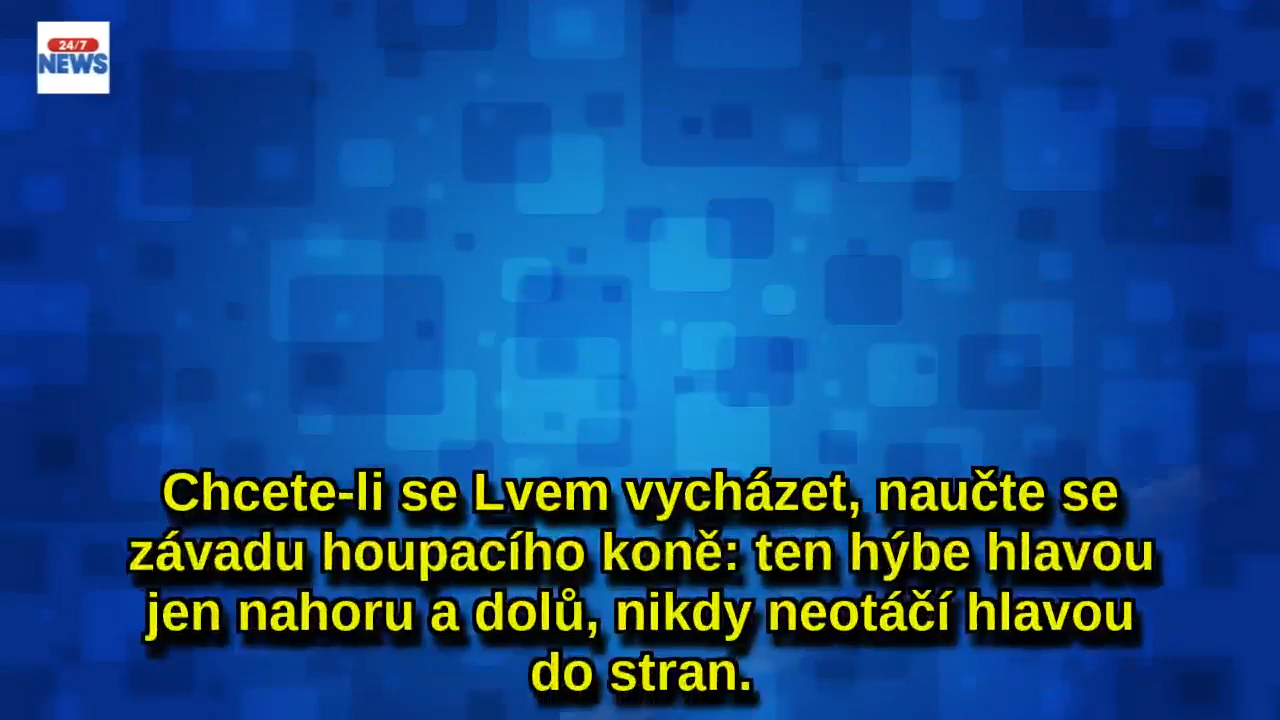 24/7
NEWS
Chcete-li se Lvem vycházet, naučte se
závadu houpacího koně: ten hýbe hlavou
jen nahoru a dolů, nikdy neotáčí hlavou
do stran.